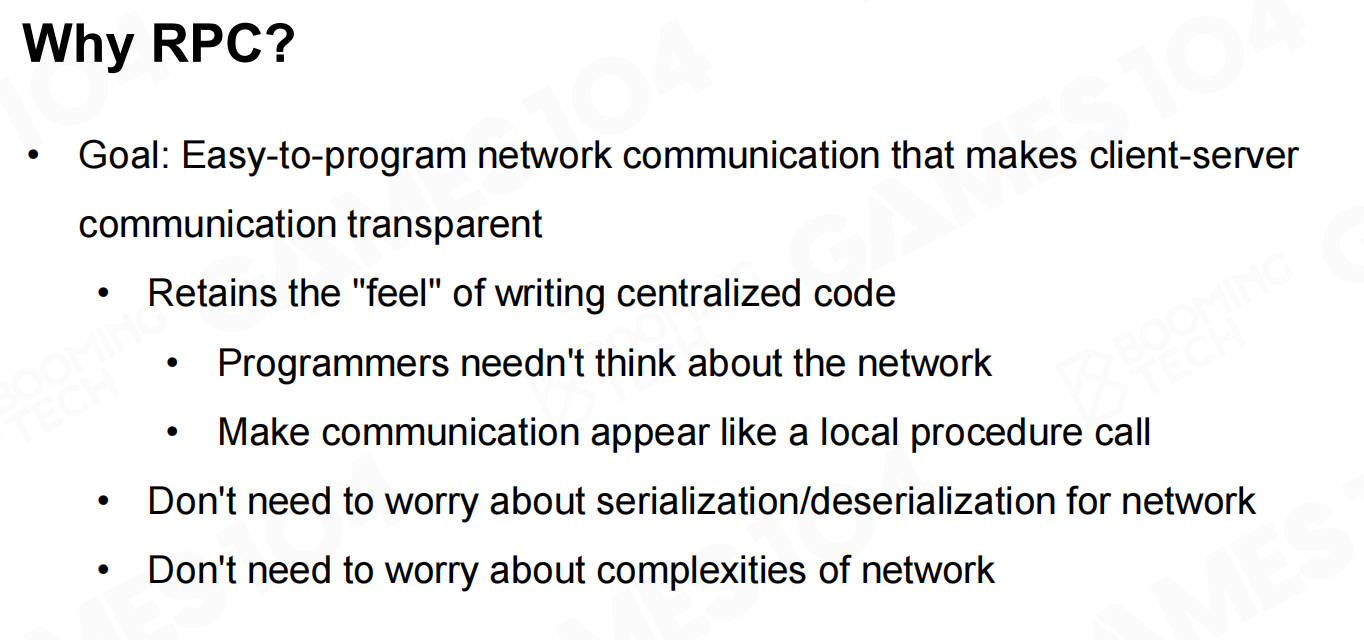 Why RPC?
• Goal: Easy-to-program network communication that makes client-server
communication transparent
• Retains the "feel" of writing centralized code
• Programmers needn't think about the network
• Make communication appear like a local procedure call
• Don't need to worry about serialization/deserialization for network
• Don't need to worry about complexities of network
GAMES104
BOOMING
TECH